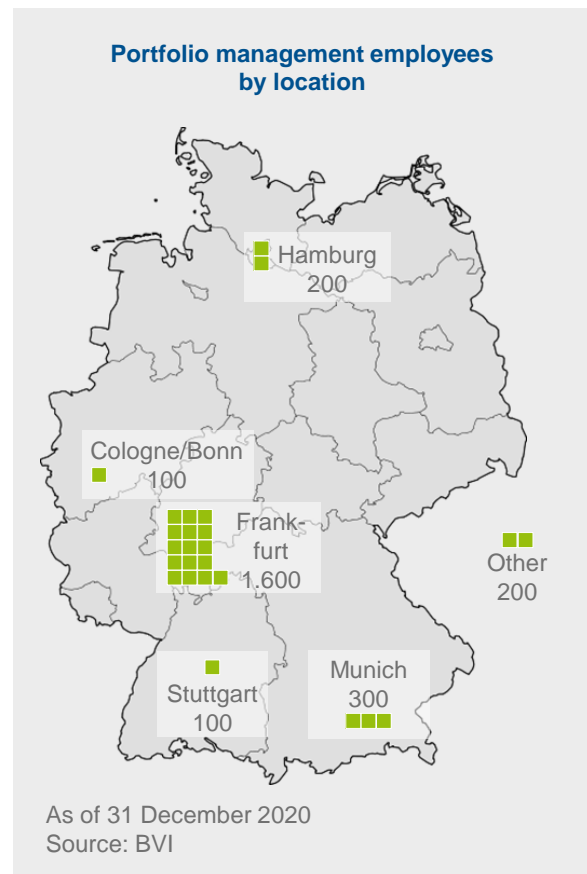 Portfolio management employees
by location
Hamburg
200
Cologne/Bonn
100
Frank-
furt
1.600
Other
200
Stuttgart
100
Munich
300
As of 31 December 2020
Source: BVI